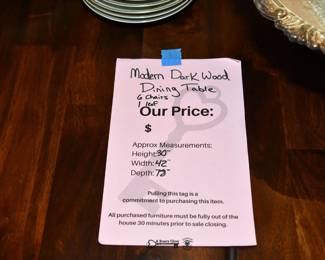 Modern Dark Wood
Dining Table
6 Chairs
1 leaf
Our Price:
$
Approx Measurements:
Height: 30"
Width: 42"
Depth: 72"
Pulling this tag is a
commitment to purchasing this item.
All purchased furniture must be fully out of the
house 30 minutes prior to sale closing.